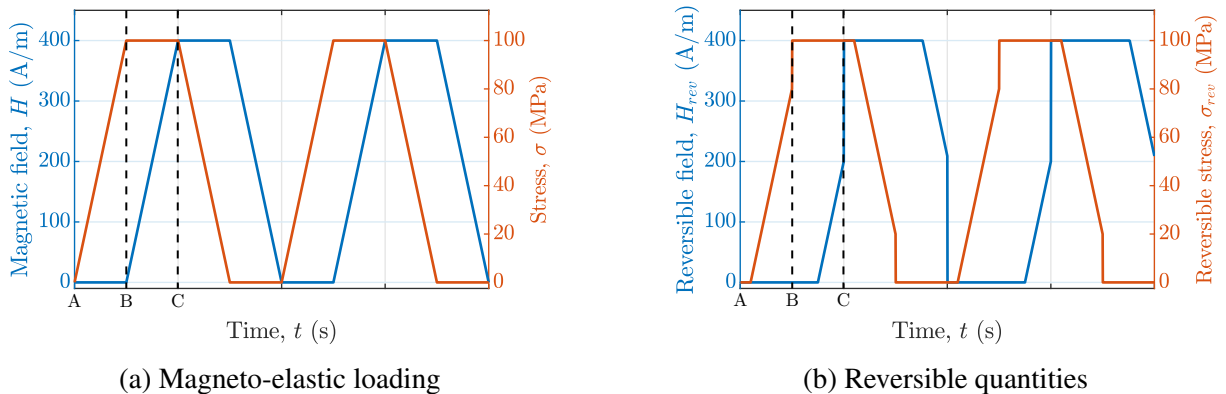 Magnetic field, H (A/m)
400
300
200
100
0
100
80
60
40
20
0
Stress, σ (MPa)
A B C
Time, t (s)
(a) Magneto-elastic loading
Reversible field, H_rev (A/m)
400
300
200
100
0
100
80
60
40
20
0
Reversible stress, σ_rev (MPa)
A B C
Time, t (s)
(b) Reversible quantities